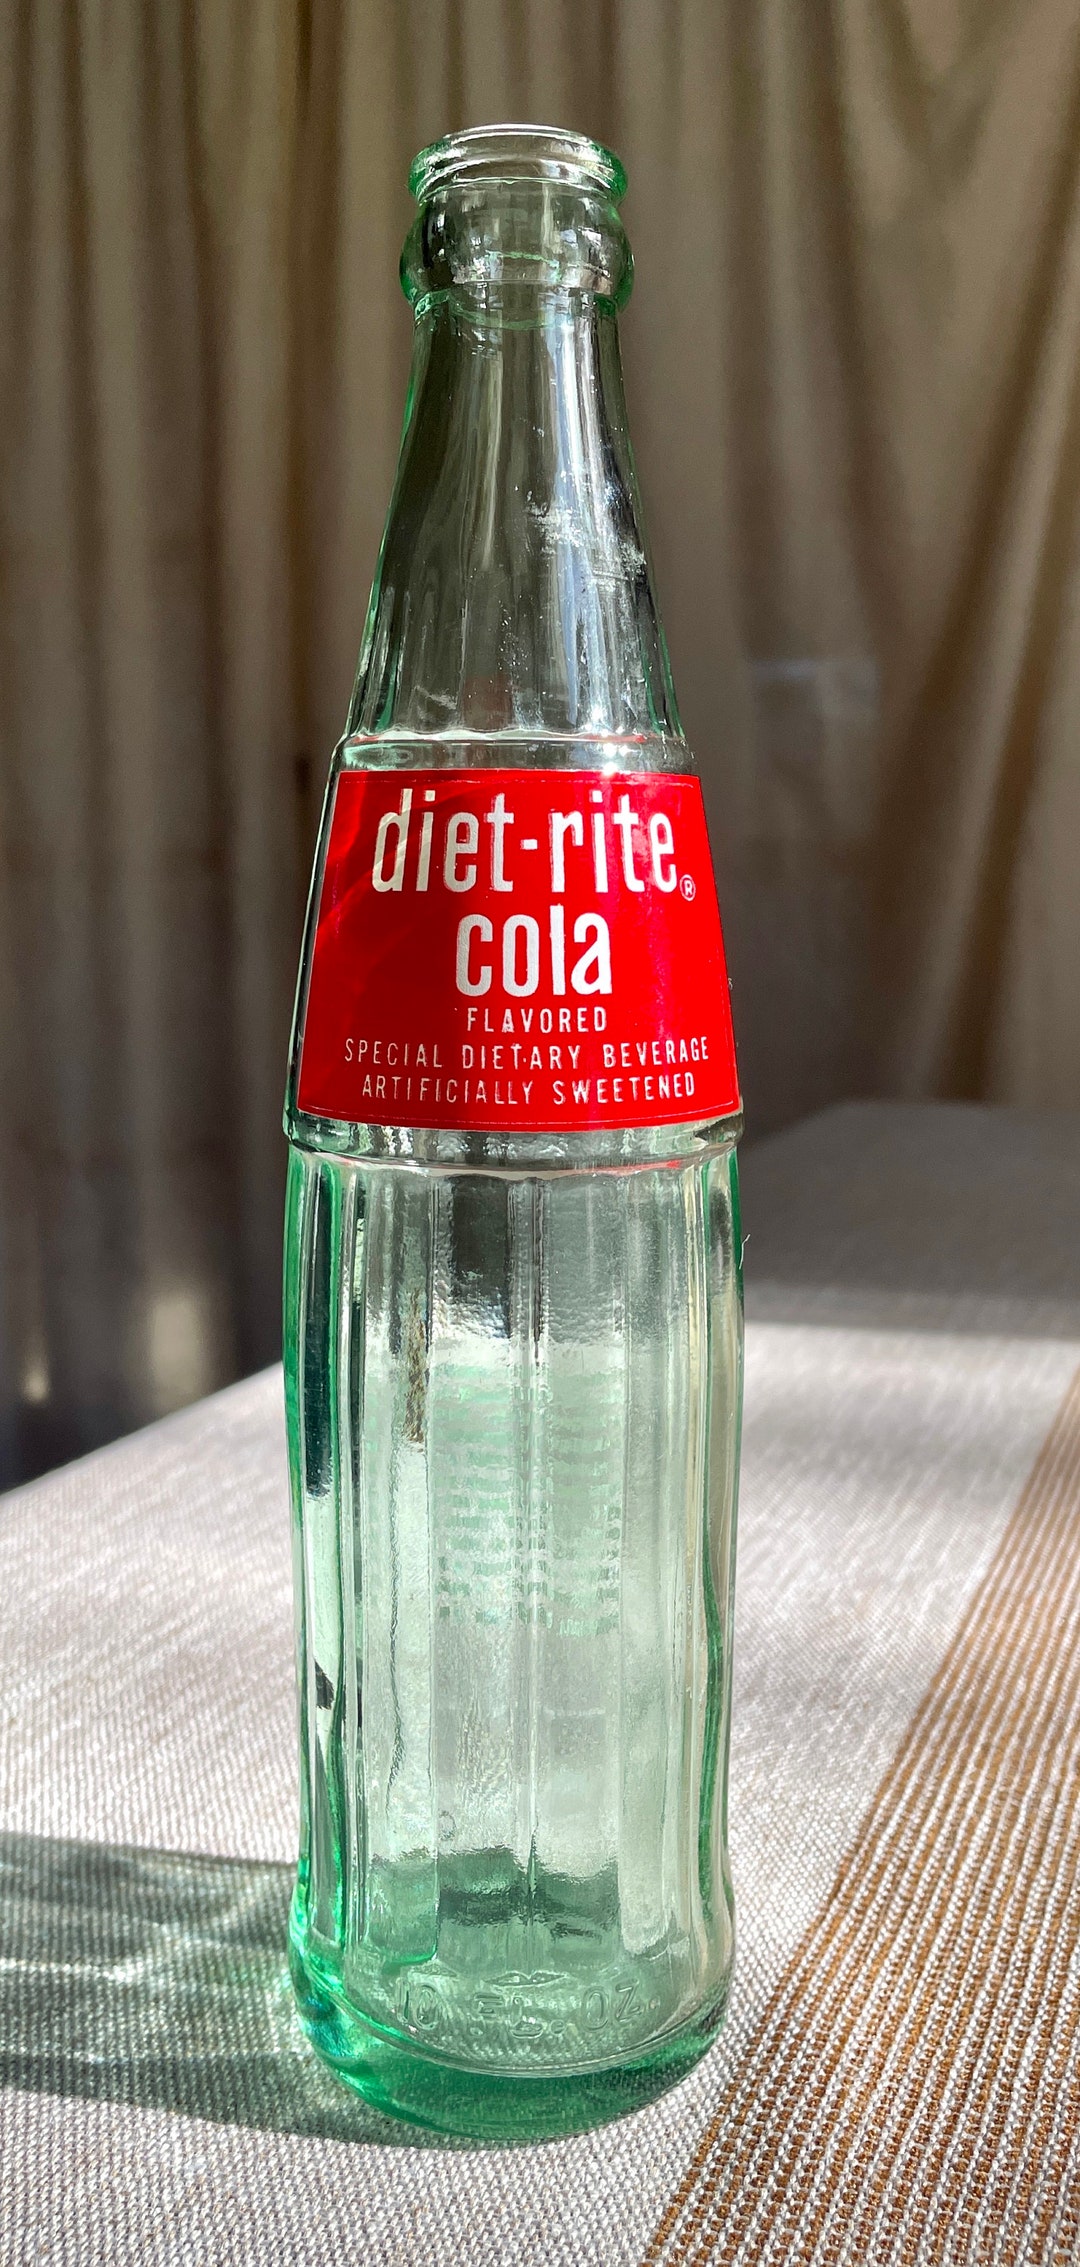 diet-rite®
cola
FLAVORED
SPECIAL DIETARY BEVERAGE
ARTIFICIALLY SWEETENED
10 FL. OZ.